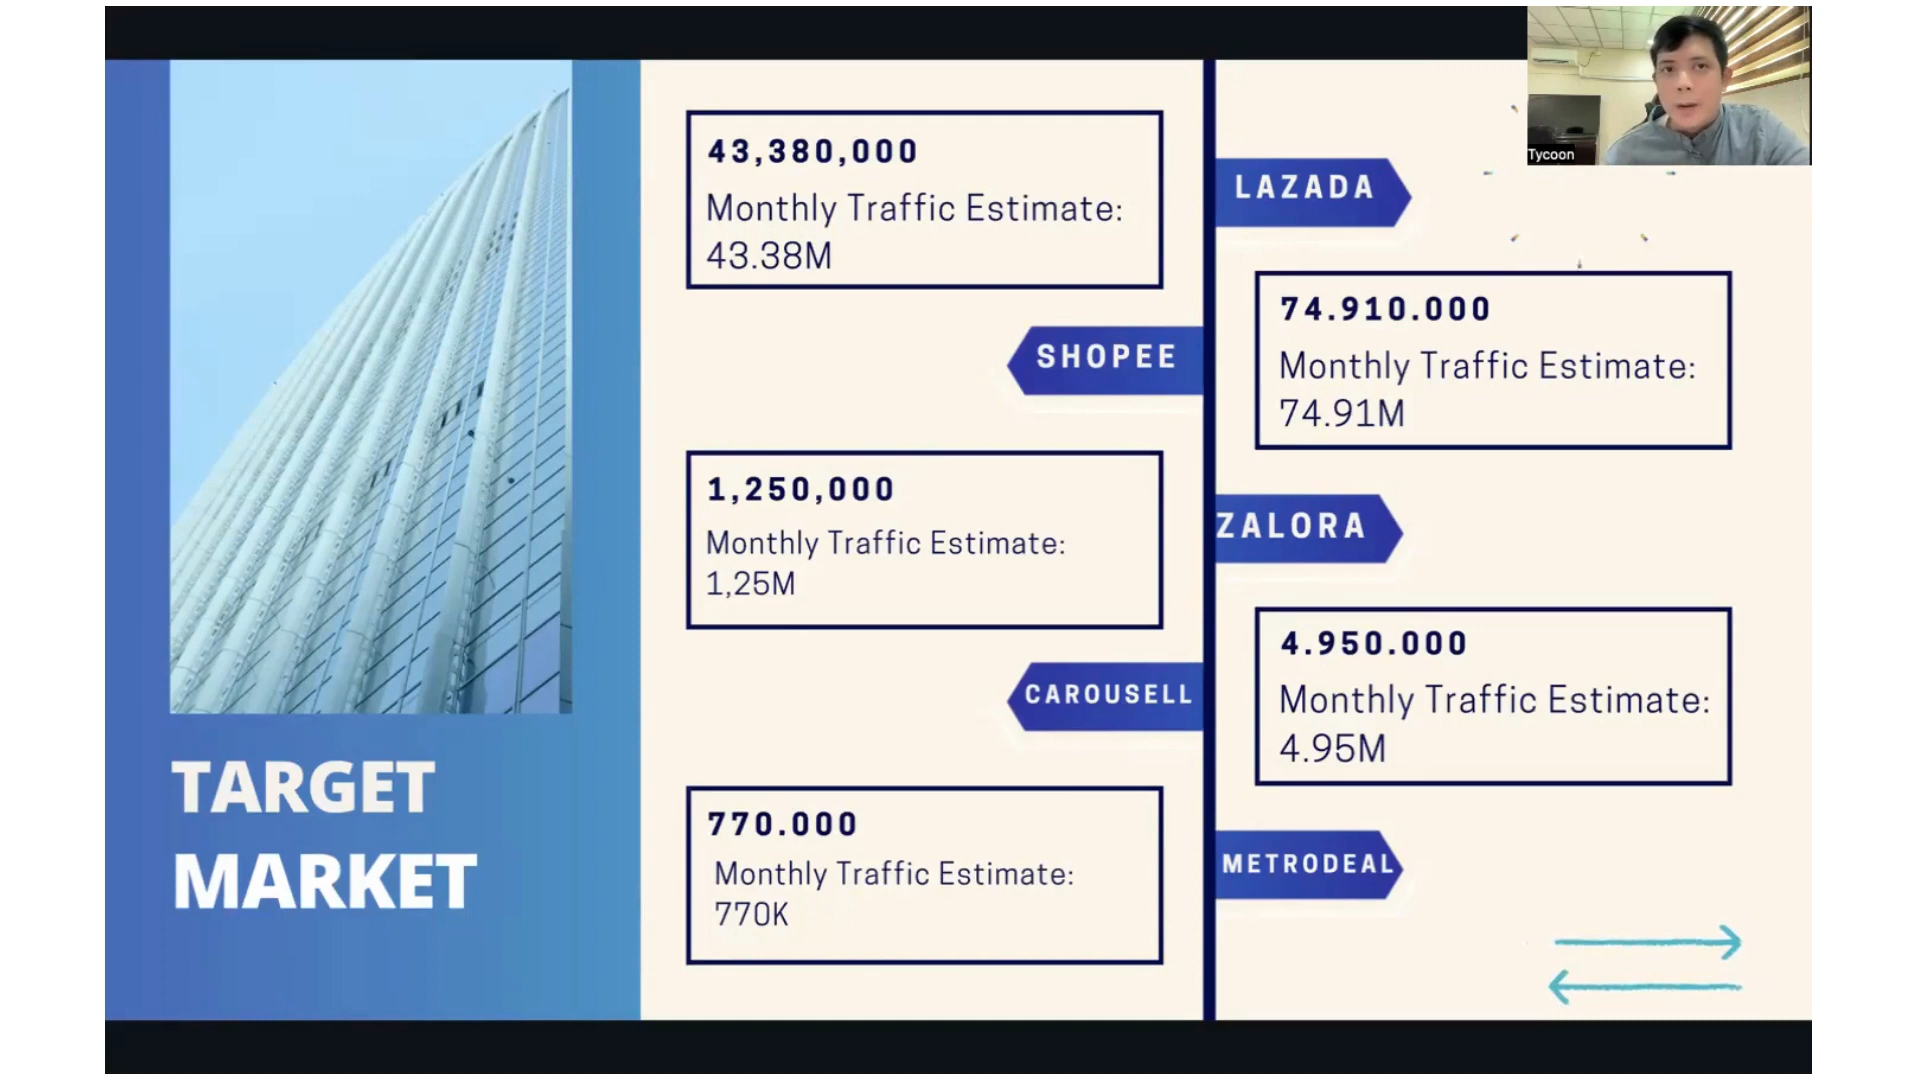 43,380,000
Monthly Traffic Estimate:
43.38M
LAZADA
Tycoon
SHOPEE
74.910.000
Monthly Traffic Estimate:
74.91M
1,250,000
Monthly Traffic Estimate:
1,25M
ZALORA
CAROUSELL
4.950.000
Monthly Traffic Estimate:
4.95M
770.000
Monthly Traffic Estimate:
770K
METRODEAL
TARGET
MARKET